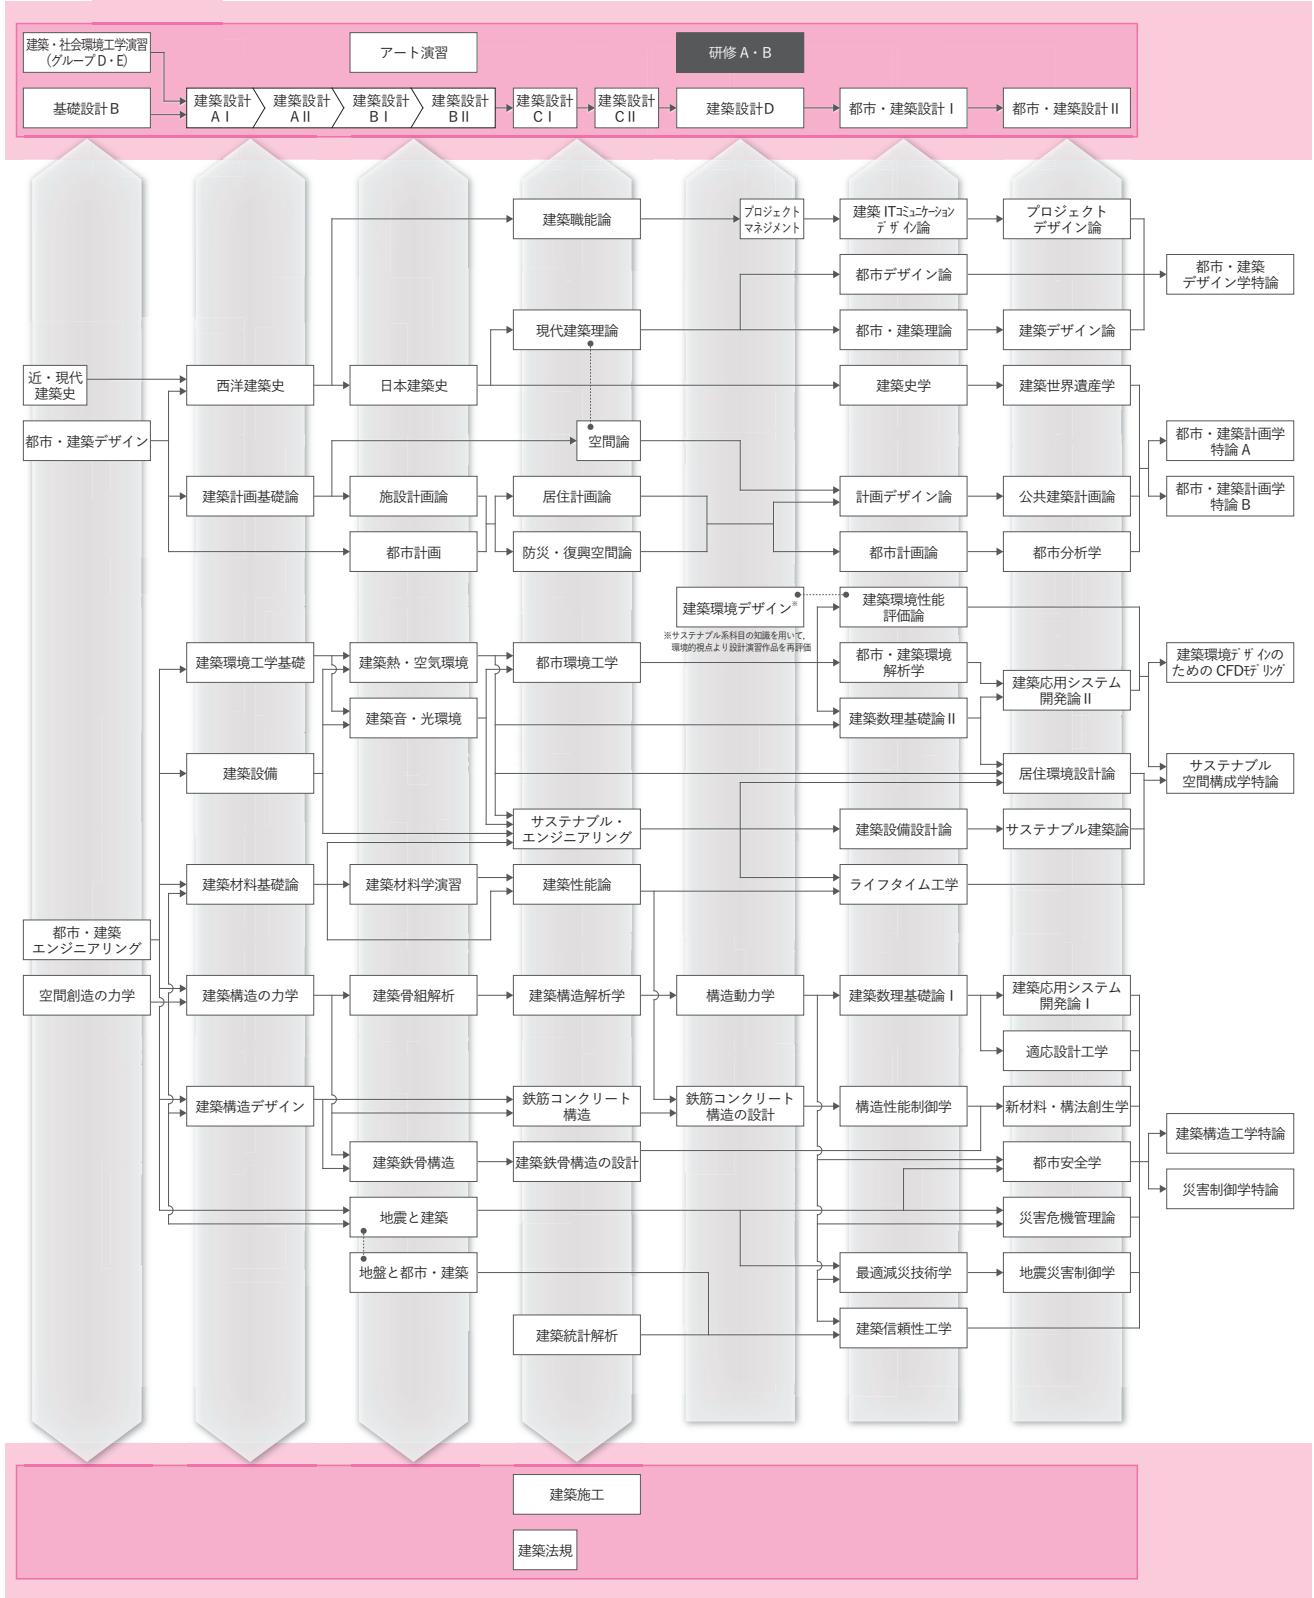 建築・社会環境工学演習
(グループD・E)
アート演習
研修 A・B
基礎設計B
建築設計
A I
建築設計
A II
建築設計
B I
建築設計
B II
建築設計
C I
建築設計
C II
建築設計D
都市・建築設計 I
都市・建築設計 II
建築職能論
プロジェクト
マネジメント
建築 ITコミュニケーション
デザイン論
プロジェクト
デザイン論
都市デザイン論
都市・建築
デザイン学特論
現代建築理論
都市・建築理論
建築デザイン論
近・現代
建築史
西洋建築史
日本建築史
建築史学
建築世界遺産学
都市・建築デザイン
空間論
都市・建築計画学
特論 A
建築計画基礎論
施設計画論
居住計画論
計画デザイン論
公共建築計画論
都市・建築計画学
特論 B
都市計画
防災・復興空間論
都市計画論
都市分析学
建築環境デザイン※
建築環境性能
評価論
※サステナブル系科目の知識を用いて、
環境的視点より設計演習作品を再評価
建築環境工学基礎
建築熱・空気環境
都市環境工学
都市・建築環境
解析学
建築応用システム
開発論 II
建築環境デザインの
ための CFDモデリング
建築音・光環境
建築数理基礎論 II
建築設備
居住環境設計論
サステナブル
空間構成学特論
サステナブル・
エンジニアリング
建築設備設計論
サステナブル建築論
建築材料基礎論
建築材料学演習
建築性能論
ライフタイム工学
都市・建築
エンジニアリング
空間創造の力学
建築構造の力学
建築骨組解析
建築構造解析学
構造動力学
建築数理基礎論 I
建築応用システム
開発論 I
適応設計工学
建築構造デザイン
鉄筋コンクリート
構造
鉄筋コンクリート
構造の設計
構造性能制御学
新材料・構法創生学
建築構造工学特論
建築鉄骨構造
建築鉄骨構造の設計
都市安全学
災害制御学特論
地震と建築
災害危機管理論
地盤と都市・建築
最適減災技術学
地震災害制御学
建築統計解析
建築信頼性工学
建築施工
建築法規